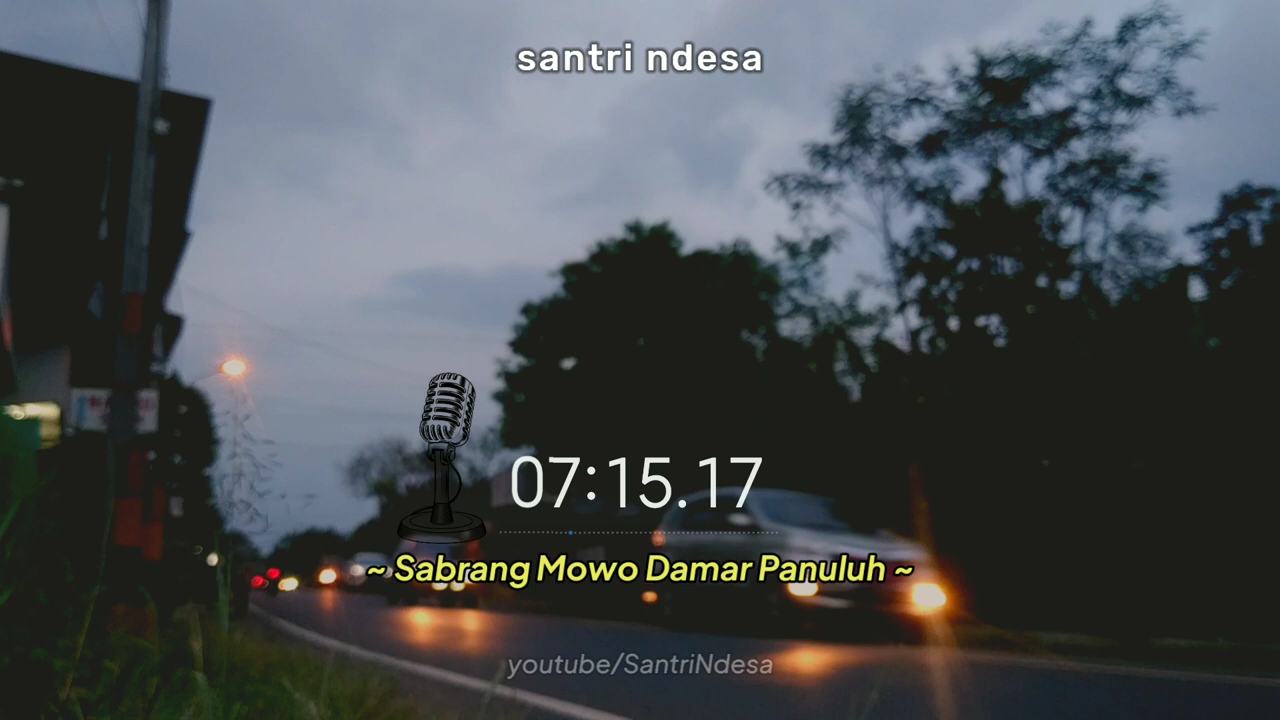 santri ndesa
07:15.17
~ Sabrang Mowo Damar Panuluh ~
youtube/SantriNdesa